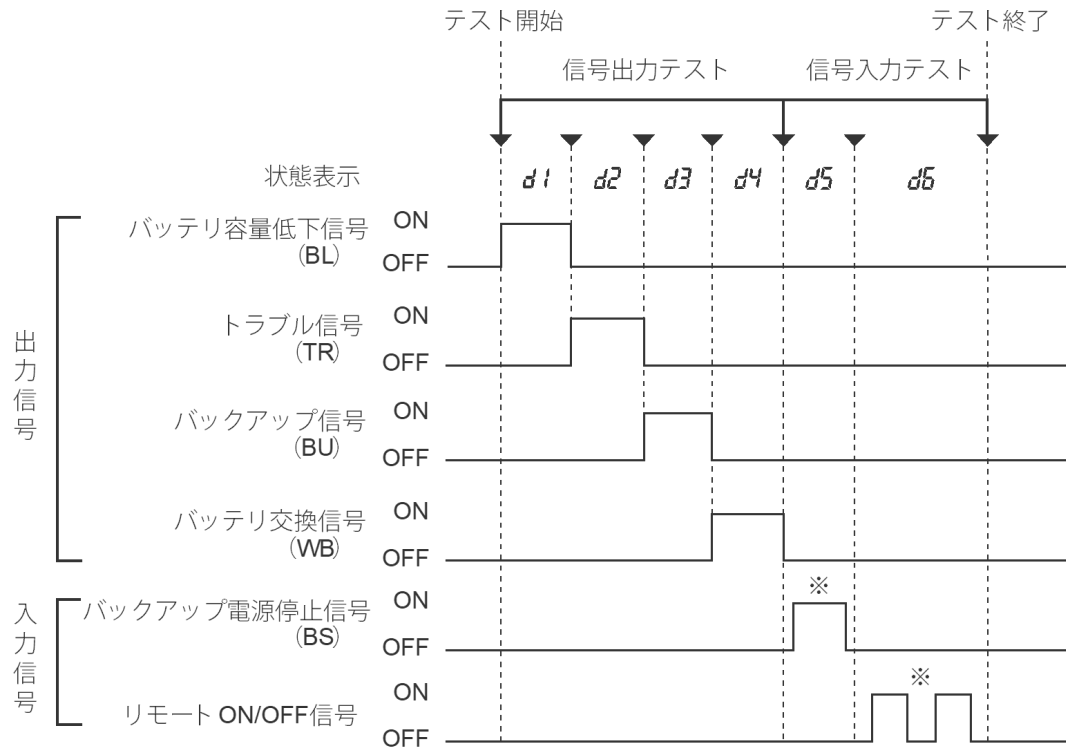 テスト開始
テスト終了
信号出力テスト
信号入力テスト
状態表示
d1 d2 d3 d4 d5 d6
出力信号
バッテリ容量低下信号
(BL)
ON
OFF
トラブル信号
(TR)
ON
OFF
バックアップ信号
(BU)
ON
OFF
バッテリ交換信号
(WB)
ON
OFF
入力信号
バックアップ電源停止信号
(BS)
ON
OFF
※
リモート ON/OFF信号
ON
OFF
※